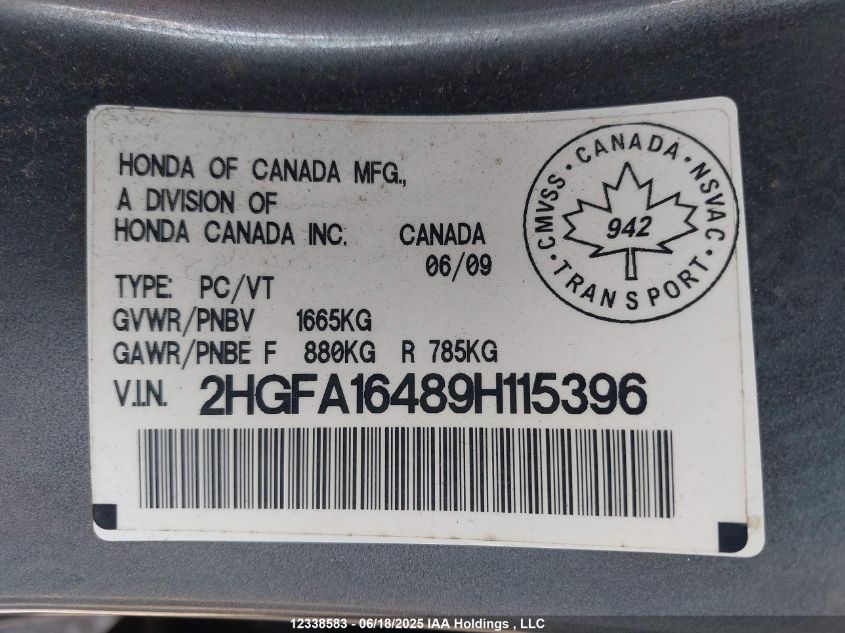 HONDA OF CANADA MFG.,
A DIVISION OF
HONDA CANADA INC. CANADA
06/09
TYPE: PC/VT
GVWR/PNBV 1665KG
GAWR/PNBE F 880KG R 785KG
V.I.N. 2HGFA16489H115396
CMVSS · CANADA · NSVAC
942
· TRANSPORT ·
12338583 - 06/18/2025 IAA Holdings , LLC